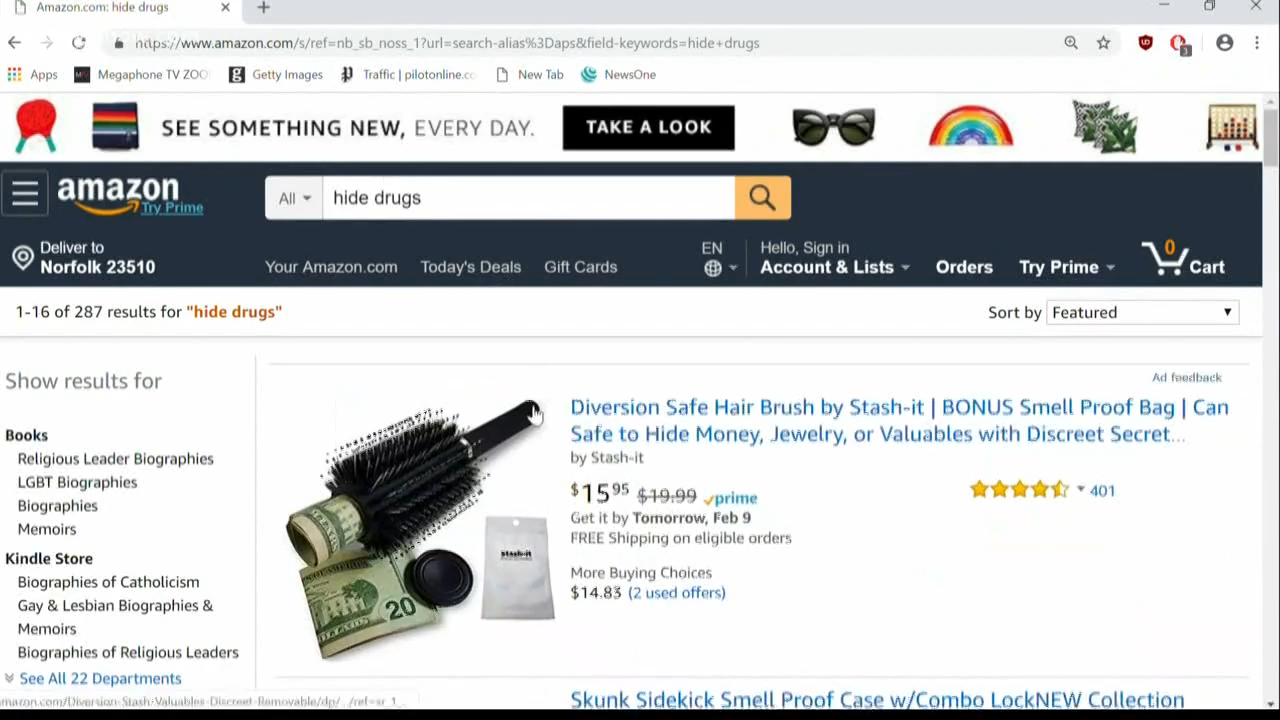 Amazon.com: hide drugs
https://www.amazon.com/s/ref=nb_sb_noss_1?url=search-alias%3Daps&field-keywords=hide+drugs
Apps Megaphone TV ZOO Getty Images Traffic | pilotonline.co New Tab NewsOne
SEE SOMETHING NEW, EVERY DAY. TAKE A LOOK
amazon
Try Prime
All hide drugs
Deliver to
Norfolk 23510
Your Amazon.com Today's Deals Gift Cards
EN
Hello, Sign in
Account & Lists Orders Try Prime
0
Cart
1-16 of 287 results for "hide drugs"
Sort by Featured
Show results for
Books
Religious Leader Biographies
LGBT Biographies
Biographies
Memoirs
Kindle Store
Biographies of Catholicism
Gay & Lesbian Biographies &
Memoirs
Biographies of Religious Leaders
See All 22 Departments
Ad feedback
Diversion Safe Hair Brush by Stash-it | BONUS Smell Proof Bag | Can
Safe to Hide Money, Jewelry, or Valuables with Discreet Secret...
by Stash-it
$15 95 $19.99 prime
401
Get it by Tomorrow, Feb 9
FREE Shipping on eligible orders
More Buying Choices
$14.83 (2 used offers)
stash-it
20
Skunk Sidekick Smell Proof Case w/Combo LockNEW Collection